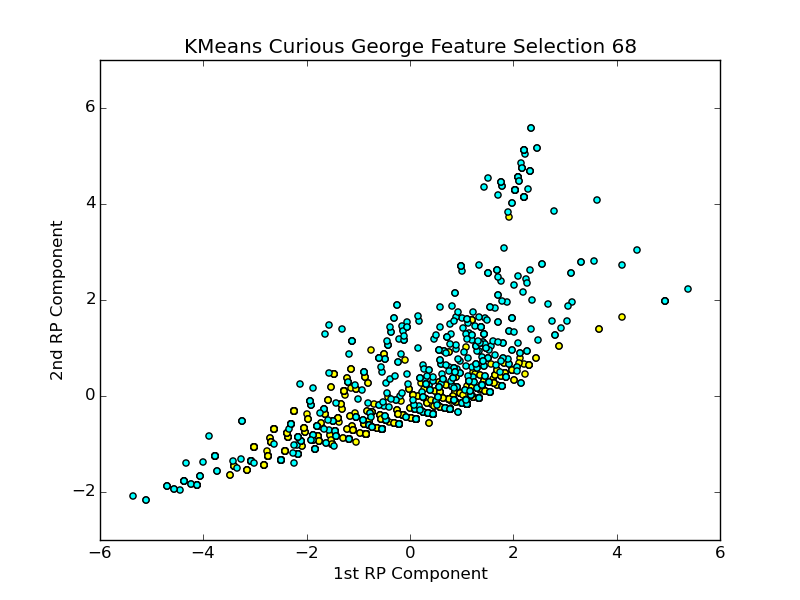 KMeans Curious George Feature Selection 68
6
4
2
0
−2
2nd RP Component
−6 −4 −2 0 2 4 6
1st RP Component